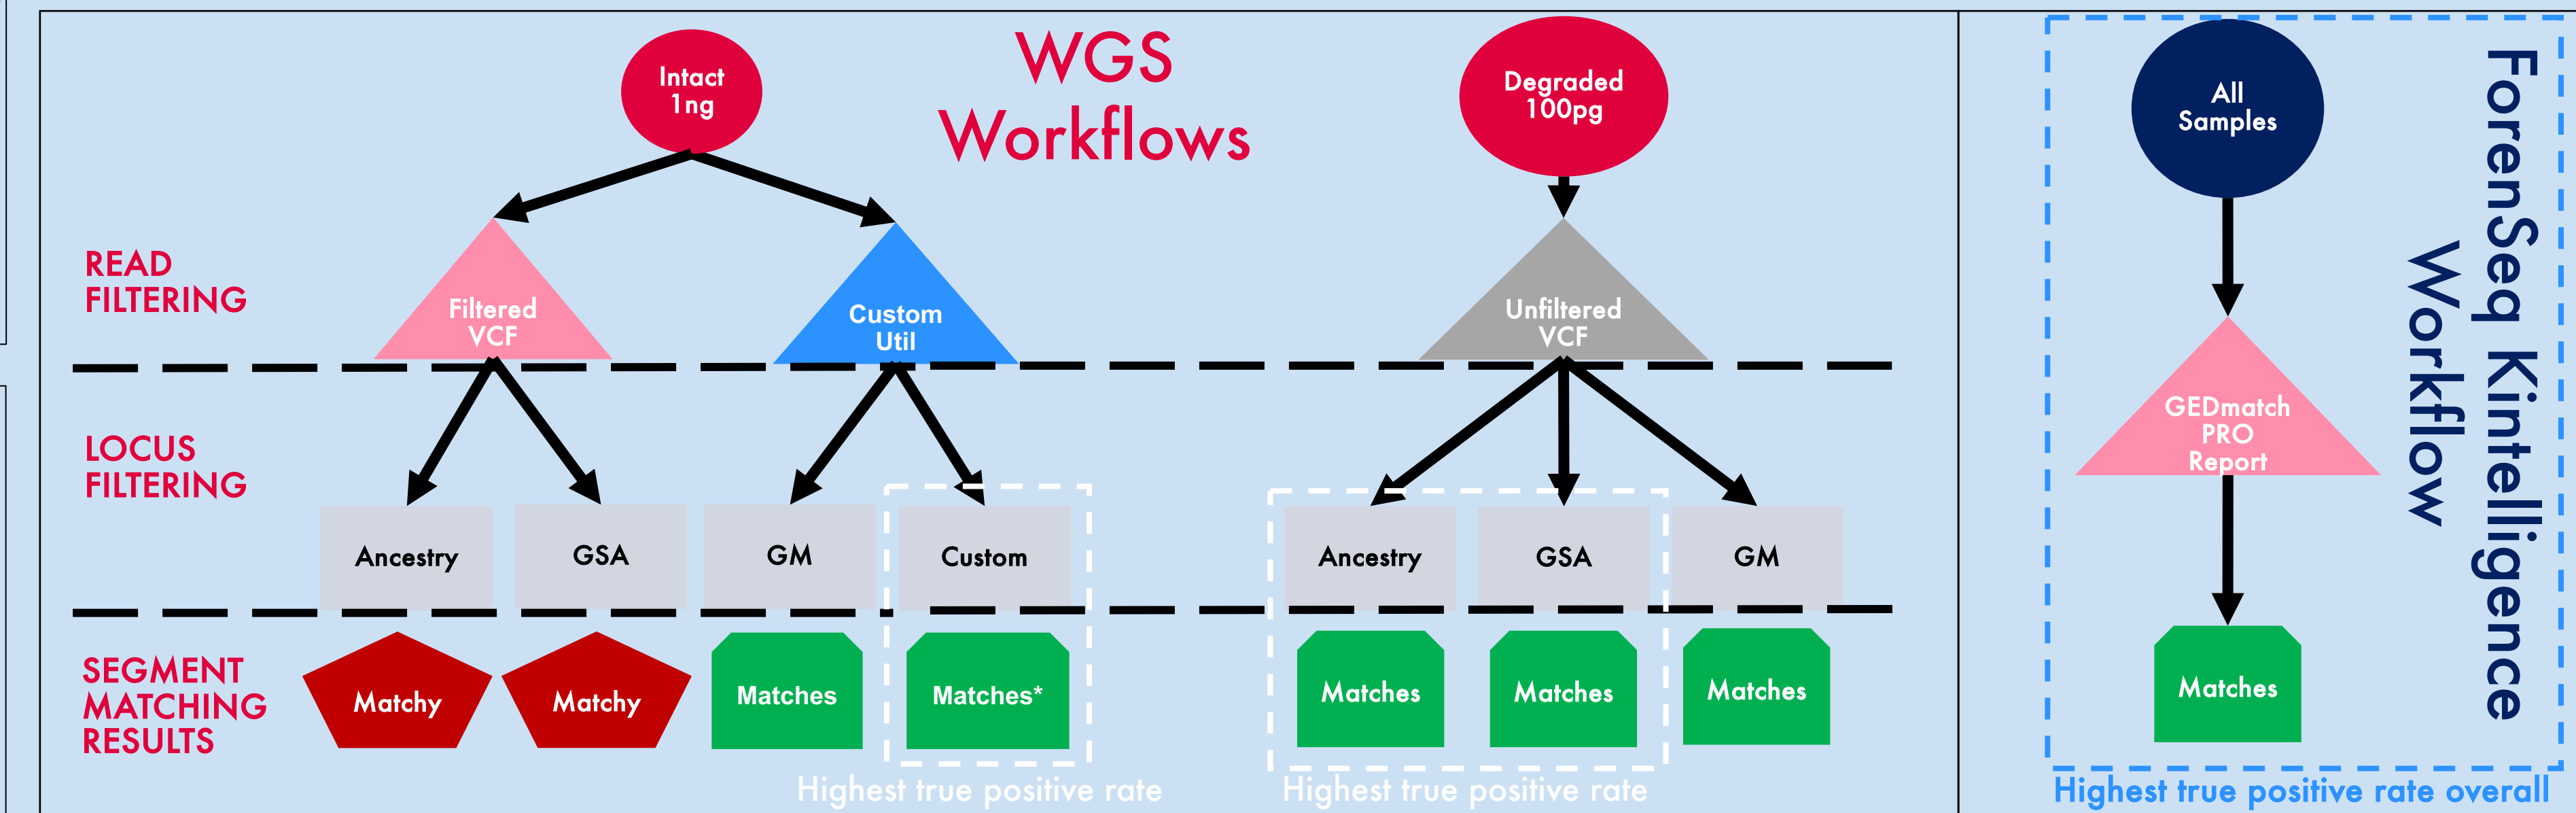 WGS
Workflows
Intact
1ng
Degraded
100pg
READ
FILTERING
Filtered
VCF
Custom
Util
Unfiltered
VCF
LOCUS
FILTERING
Ancestry
GSA
GM
Custom
Ancestry
GSA
GM
SEGMENT
MATCHING
RESULTS
Matchy
Matchy
Matches
Matches*
Matches
Matches
Matches
Highest true positive rate
Highest true positive rate
All
Samples
ForenSeq Kintelligence
Workflow
GEDmatch
PRO
Report
Matches
Highest true positive rate overall